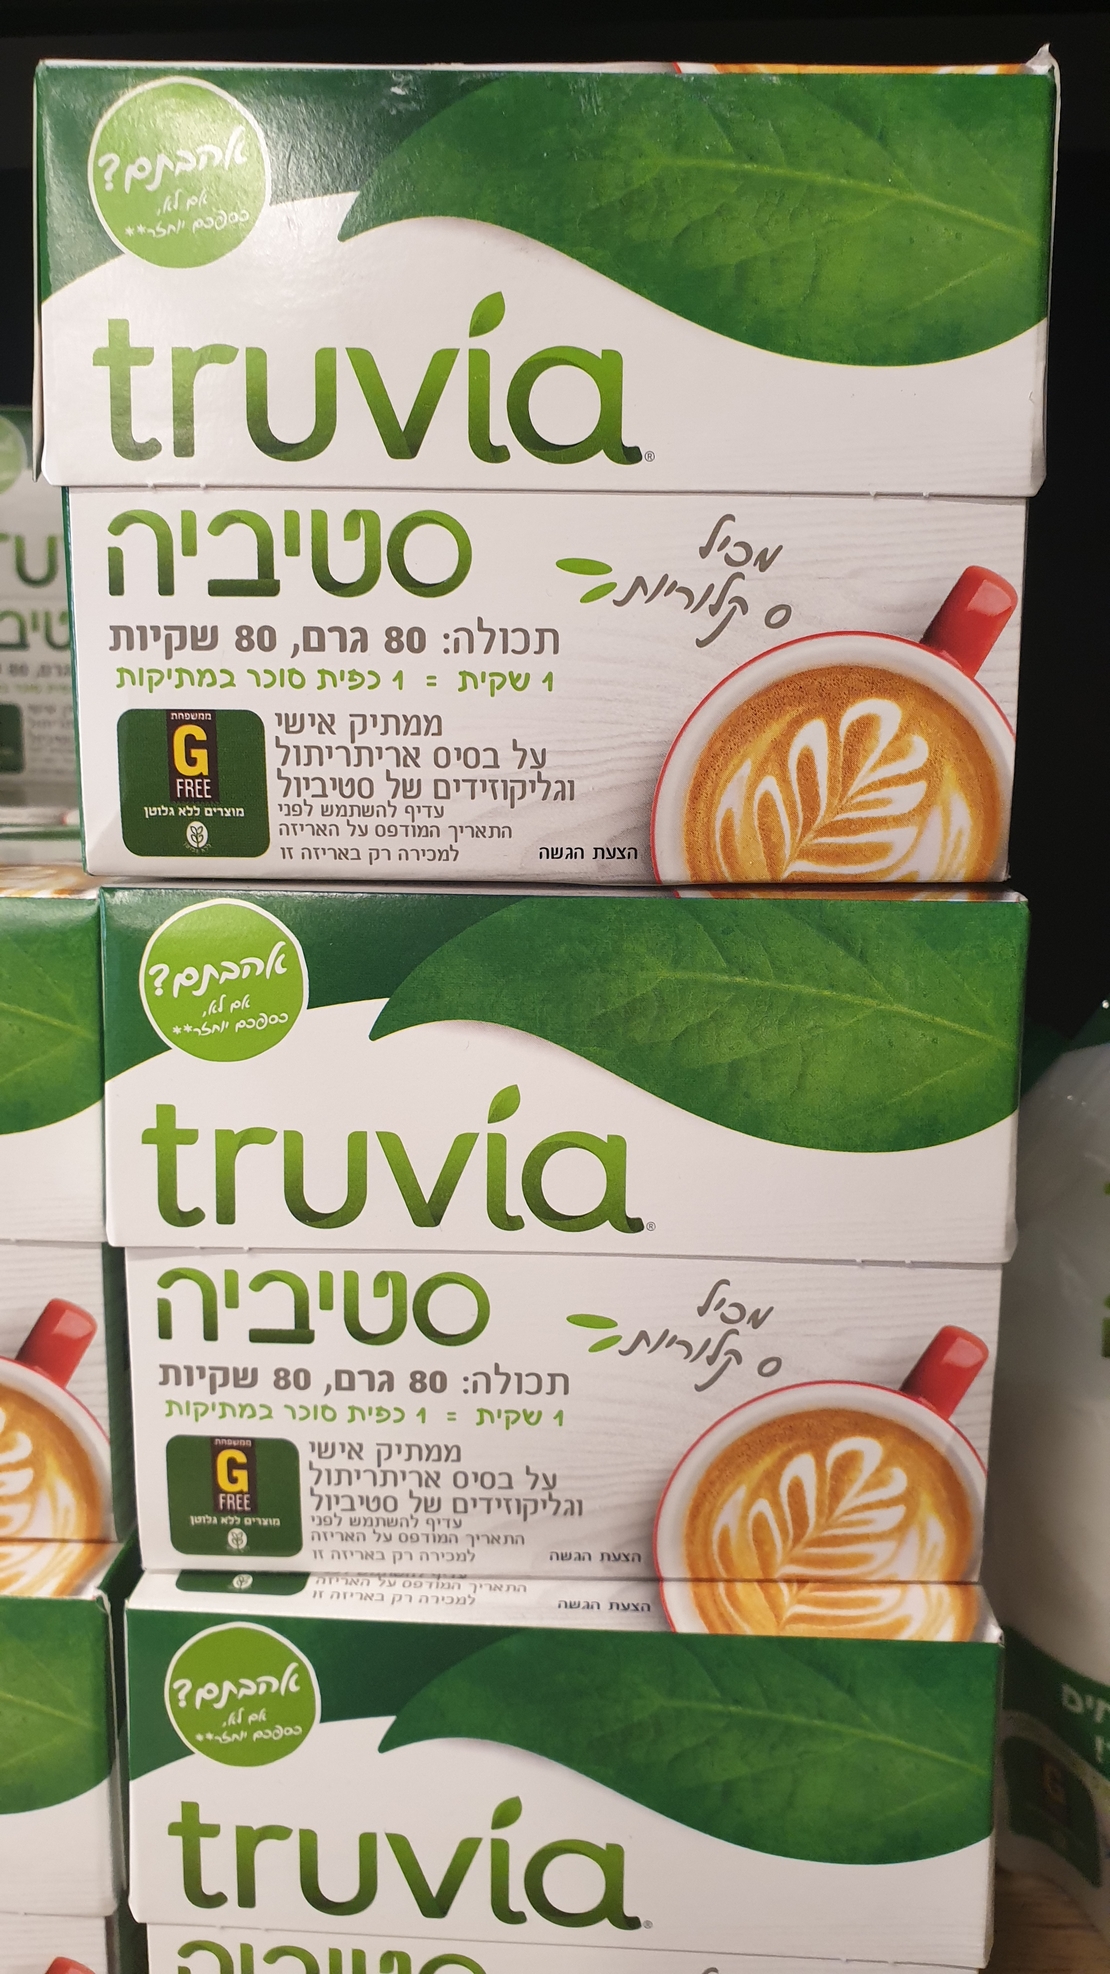 אהבתם?
אם לא,
כספכם יוחזר**
truvia®
סטיביה
מכיל
0 קלוריות
תכולה: 80 גרם, 80 שקיות
1 שקית = 1 כפית סוכר במתיקות
ממשפחת
G
FREE
מוצרים ללא גלוטן
ממתיק אישי
על בסיס אריתריתול
וגליקוזידים של סטיביול
עדיף להשתמש לפני
התאריך המודפס על האריזה
למכירה רק באריזה זו
הצעת הגשה
אהבתם?
אם לא,
כספכם יוחזר**
truvia®
סטיביה
מכיל
0 קלוריות
תכולה: 80 גרם, 80 שקיות
1 שקית = 1 כפית סוכר במתיקות
ממשפחת
G
FREE
מוצרים ללא גלוטן
ממתיק אישי
על בסיס אריתריתול
וגליקוזידים של סטיביול
עדיף להשתמש לפני
התאריך המודפס על האריזה
למכירה רק באריזה זו
הצעת הגשה
התאריך המודפס על האריזה
למכירה רק באריזה זו
הצעת הגשה
אהבתם?
אם לא,
כספכם יוחזר**
truvia®
סטיביה